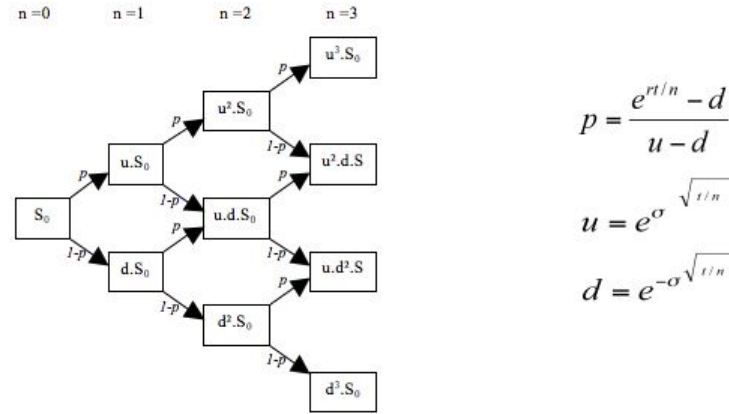 n =0 n =1 n =2 n =3
u³.S₀
p
u².S₀
p 1-p
u.S₀ u².d.S
p 1-p p
S₀ u.d.S₀
1-p p 1-p
d.S₀ u.d².S
1-p p
d².S₀
1-p
d³.S₀
p = (e^{rt/n} − d) / (u − d)
u = e^{σ √{t/n}}
d = e^{−σ √{t/n}}